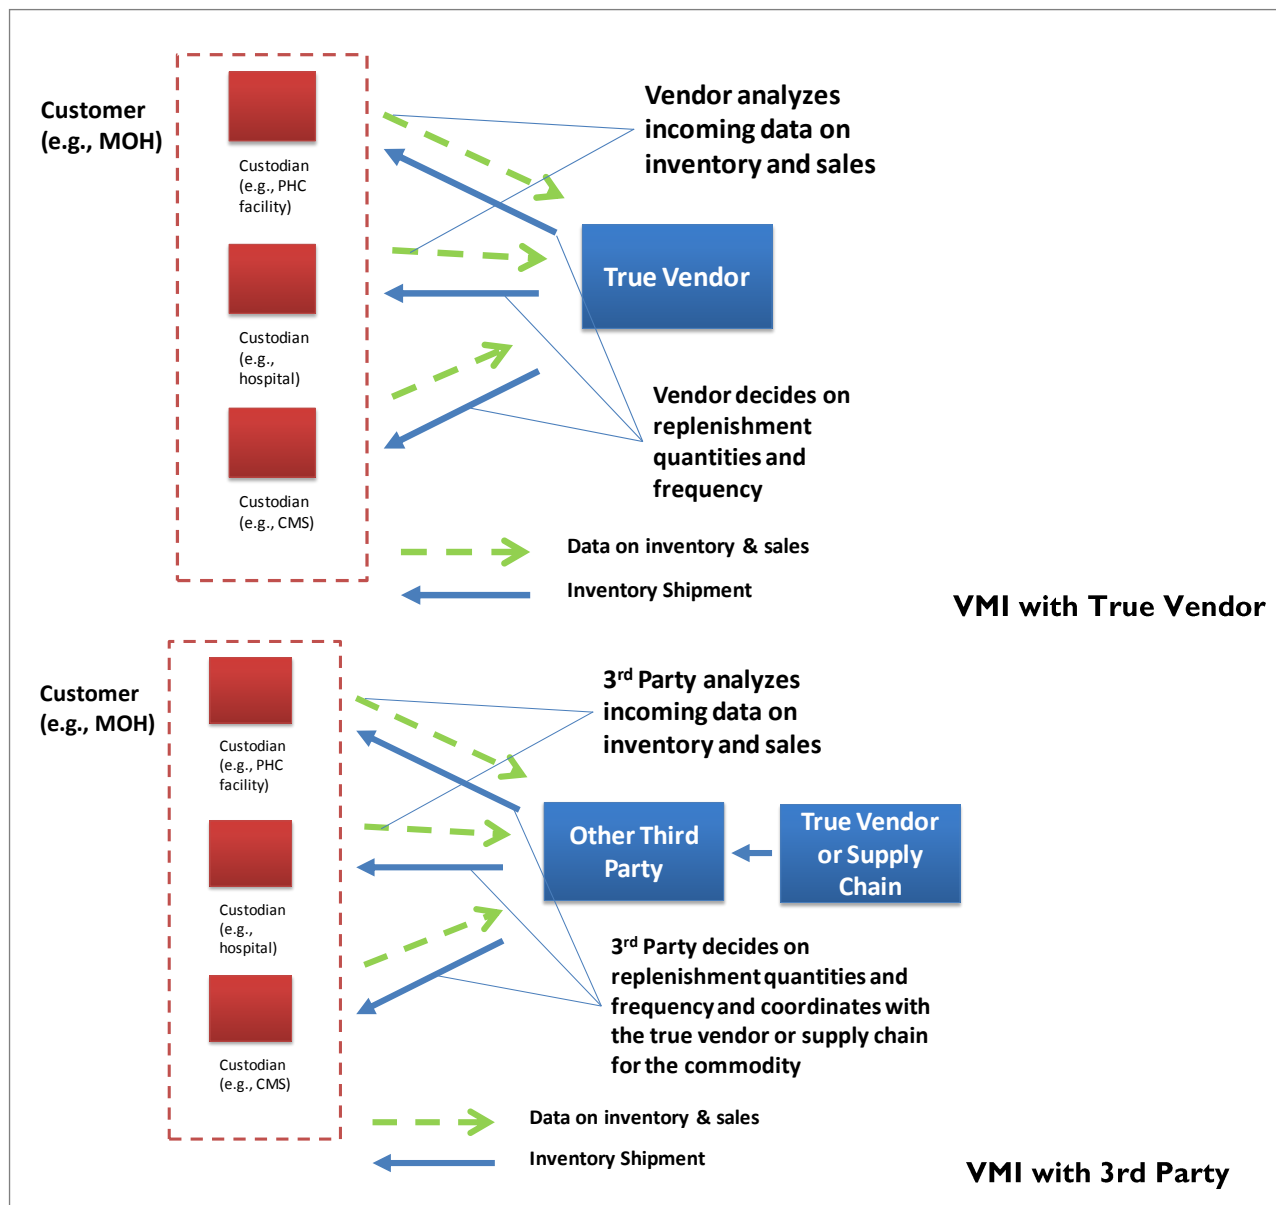 Customer
(e.g., MOH)
Custodian
(e.g., PHC
facility)
Custodian
(e.g.,
hospital)
Custodian
(e.g., CMS)
Vendor analyzes
incoming data on
inventory and sales
True Vendor
Vendor decides on
replenishment
quantities and
frequency
Data on inventory & sales
Inventory Shipment
VMI with True Vendor
Customer
(e.g., MOH)
Custodian
(e.g., PHC
facility)
Custodian
(e.g.,
hospital)
Custodian
(e.g., CMS)
3rd Party analyzes
incoming data on
inventory and sales
Other Third
Party
True Vendor
or Supply
Chain
3rd Party decides on
replenishment quantities and
frequency and coordinates with
the true vendor or supply chain
for the commodity
Data on inventory & sales
Inventory Shipment
VMI with 3rd Party